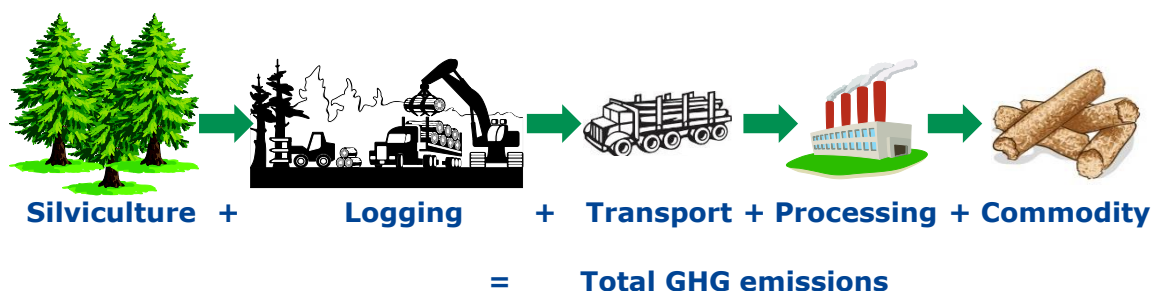 Silviculture + Logging + Transport + Processing + Commodity
= Total GHG emissions